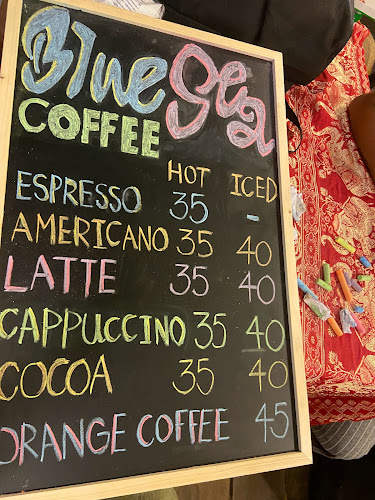 Blue Sea
COFFEE
HOT ICED
ESPRESSO 35 -
AMERICANO 35 40
LATTE 35 40
CAPPUCCINO 35 40
COCOA 35 40
ORANGE COFFEE 45